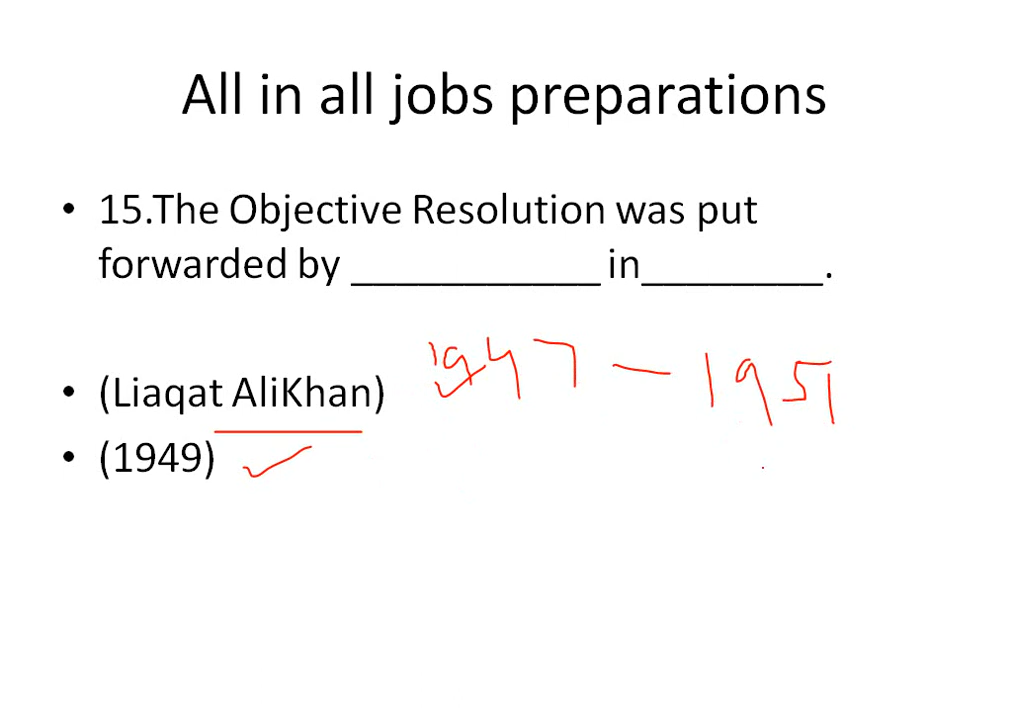 All in all jobs preparations
• 15.The Objective Resolution was put
forwarded by ___________ in________.
1947 – 1951
• (Liaqat AliKhan)
• (1949)